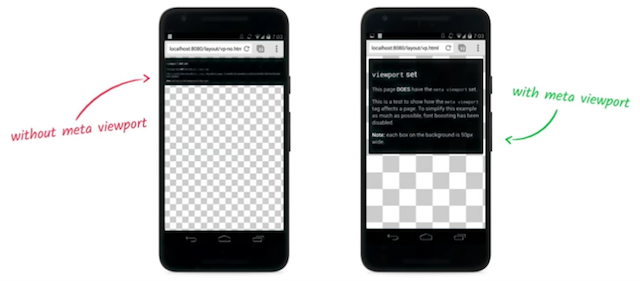 7:03
localhost:8080/layout/vp-no.htm
without meta viewport
7:03
localhost:8080/layout/vp.html
viewport set
This page DOES have the meta viewport set.
This is a test to show how the meta viewport
tag affects a page. To simplify this example
as much as possible, font boosting has been
disabled
Note: each box on the background is 50px
wide.
with meta viewport